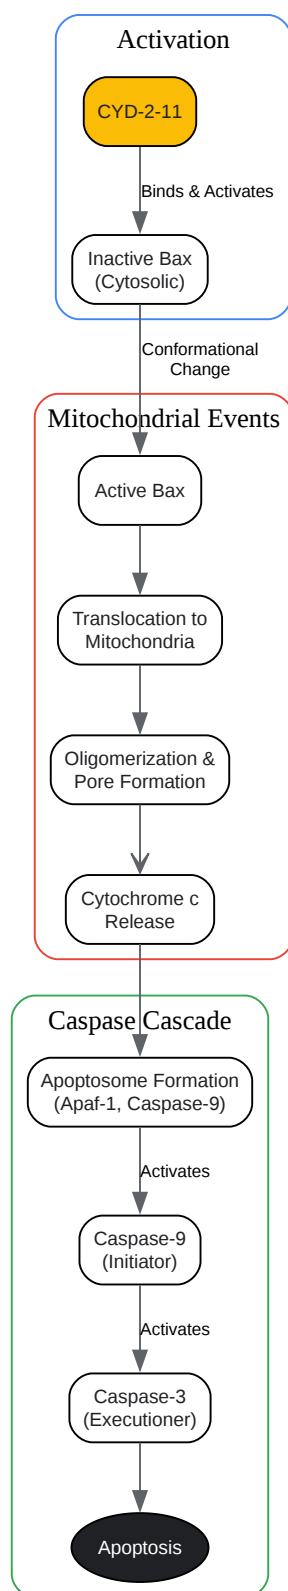 Activation
CYD-2-11
Binds & Activates
Inactive Bax
(Cytosolic)
Conformational
Change
Mitochondrial Events
Active Bax
Translocation to
Mitochondria
Oligomerization &
Pore Formation
Cytochrome c
Release
Caspase Cascade
Apoptosome Formation
(Apaf-1, Caspase-9)
Activates
Caspase-9
(Initiator)
Activates
Caspase-3
(Executioner)
Apoptosis